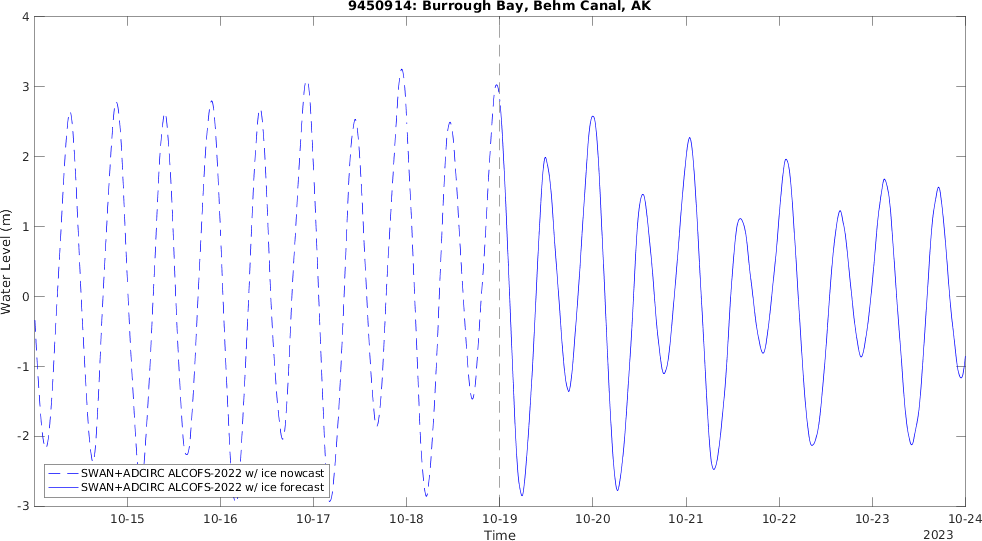 9450914: Burrough Bay, Behm Canal, AK
Water Level (m)
4
3
2
1
0
-1
-2
-3
SWAN+ADCIRC ALCOFS-2022 w/ ice nowcast
SWAN+ADCIRC ALCOFS-2022 w/ ice forecast
10-15 10-16 10-17 10-18 10-19 10-20 10-21 10-22 10-23 10-24
Time
2023